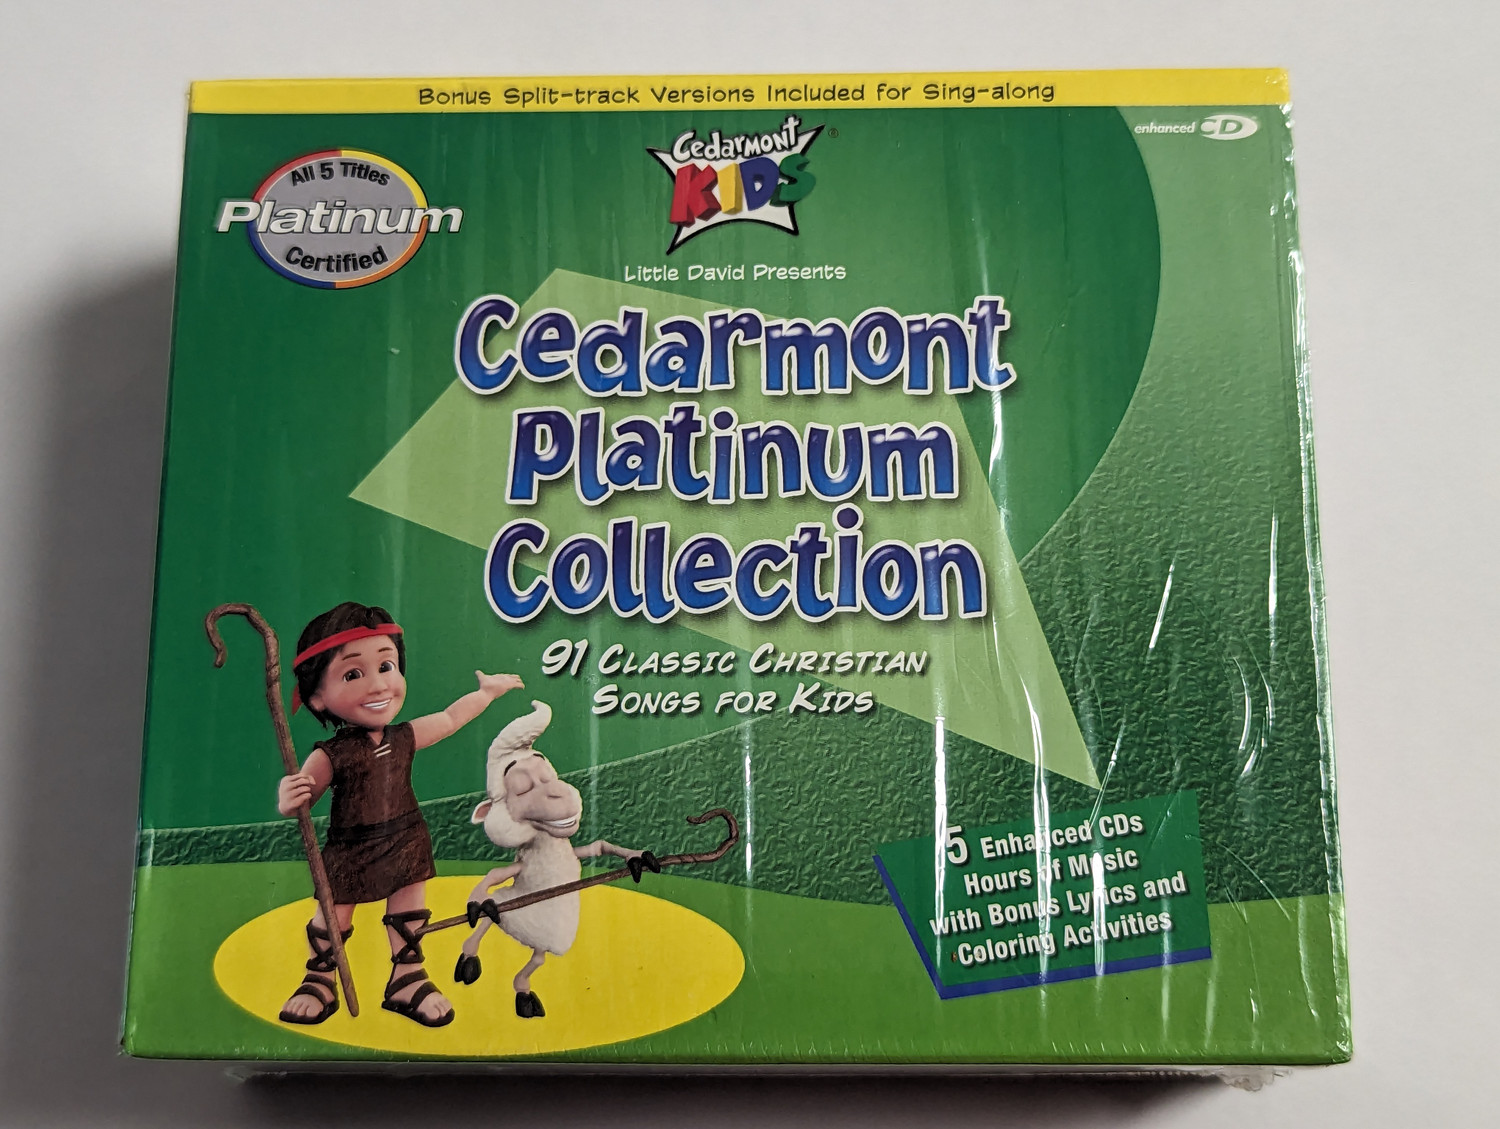 Bonus Split-track Versions Included for Sing-along
enhanced CD
All 5 Titles
Platinum
Certified
Cedarmont®
KIDS
Little David Presents
Cedarmont
Platinum
Collection
91 Classic Christian
Songs for Kids
5 Enhanced CDs
Hours of Music
with Bonus Lyrics and
Coloring Activities